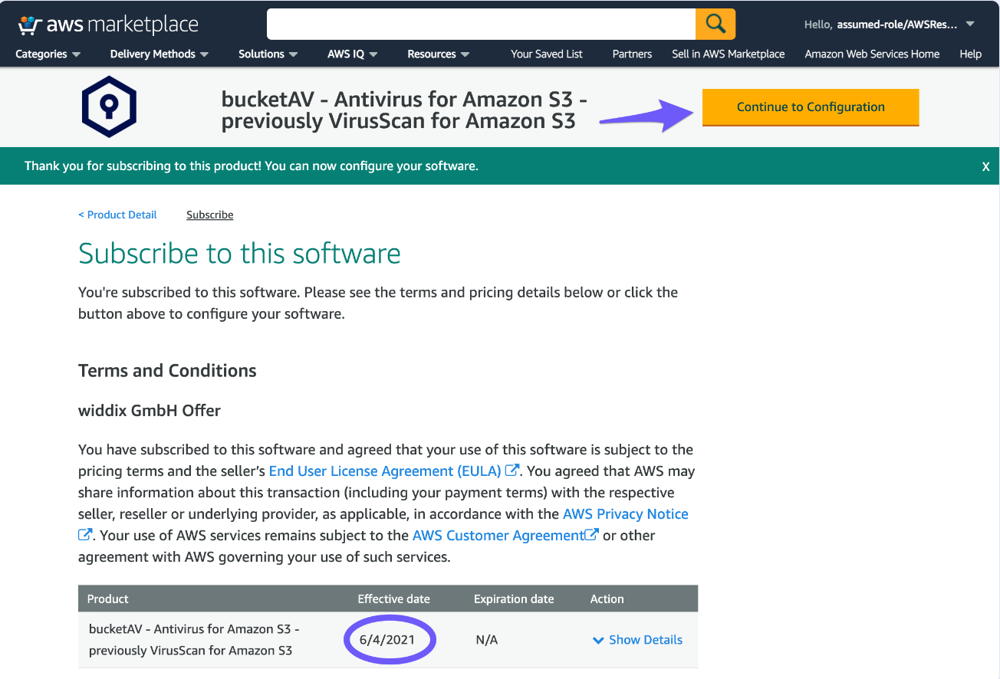 aws marketplace
Hello, assumed-role/AWSRes...
Categories Delivery Methods Solutions AWS IQ Resources Your Saved List Partners Sell in AWS Marketplace Amazon Web Services Home Help
bucketAV - Antivirus for Amazon S3 -
previously VirusScan for Amazon S3
Continue to Configuration
Thank you for subscribing to this product! You can now configure your software.
X
< Product Detail Subscribe
Subscribe to this software
You're subscribed to this software. Please see the terms and pricing details below or click the
button above to configure your software.
Terms and Conditions
widdix GmbH Offer
You have subscribed to this software and agreed that your use of this software is subject to the
pricing terms and the seller's End User License Agreement (EULA) . You agreed that AWS may
share information about this transaction (including your payment terms) with the respective
seller, reseller or underlying provider, as applicable, in accordance with the AWS Privacy Notice
. Your use of AWS services remains subject to the AWS Customer Agreement or other
agreement with AWS governing your use of such services.
Product Effective date Expiration date Action
bucketAV - Antivirus for Amazon S3 -
previously VirusScan for Amazon S3
6/4/2021 N/A Show Details